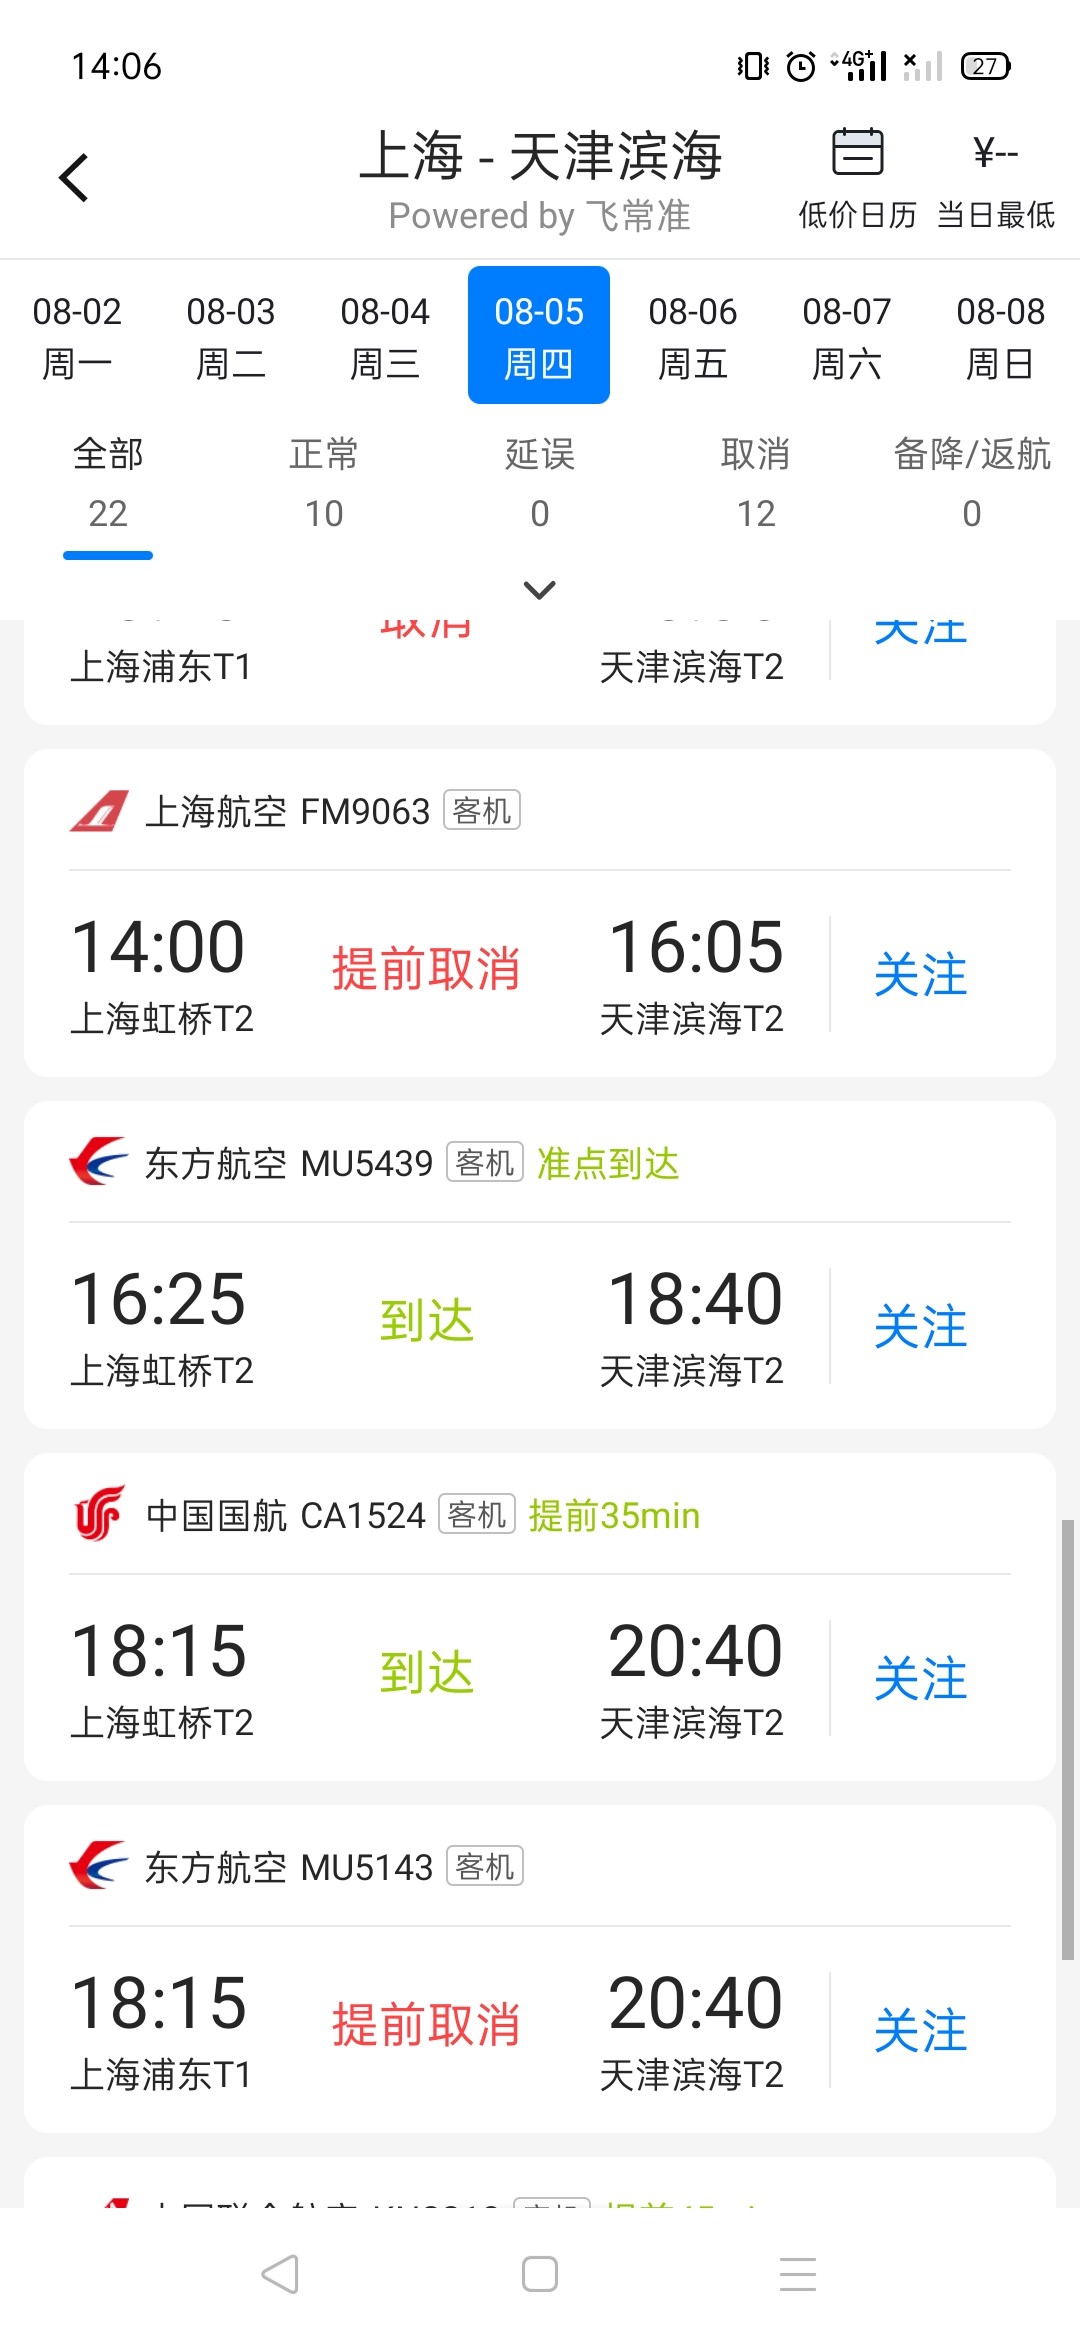 14:06
4G+
27
上海 - 天津滨海
Powered by 飞常准
¥--
低价日历
当日最低
08-02 08-03 08-04 08-05 08-06 08-07 08-08
周一 周二 周三 周四 周五 周六 周日
全部 正常 延误 取消 备降/返航
22 10 0 12 0
取消
关注
上海浦东T1
天津滨海T2
上海航空 FM9063 客机
14:00 提前取消 16:05 关注
上海虹桥T2 天津滨海T2
东方航空 MU5439 客机 准点到达
16:25 到达 18:40 关注
上海虹桥T2 天津滨海T2
中国国航 CA1524 客机 提前35min
18:15 到达 20:40 关注
上海虹桥T2 天津滨海T2
东方航空 MU5143 客机
18:15 提前取消 20:40 关注
上海浦东T1 天津滨海T2